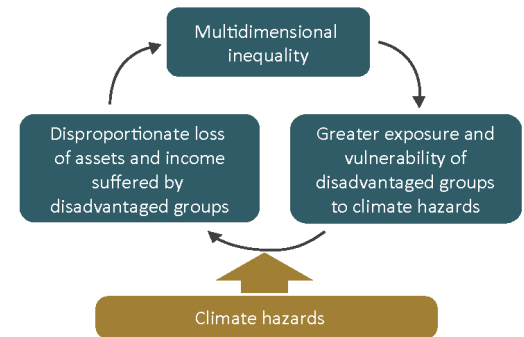 Multidimensional
inequality
Disproportionate loss
of assets and income
suffered by
disadvantaged groups
Greater exposure and
vulnerability of
disadvantaged groups
to climate hazards
Climate hazards